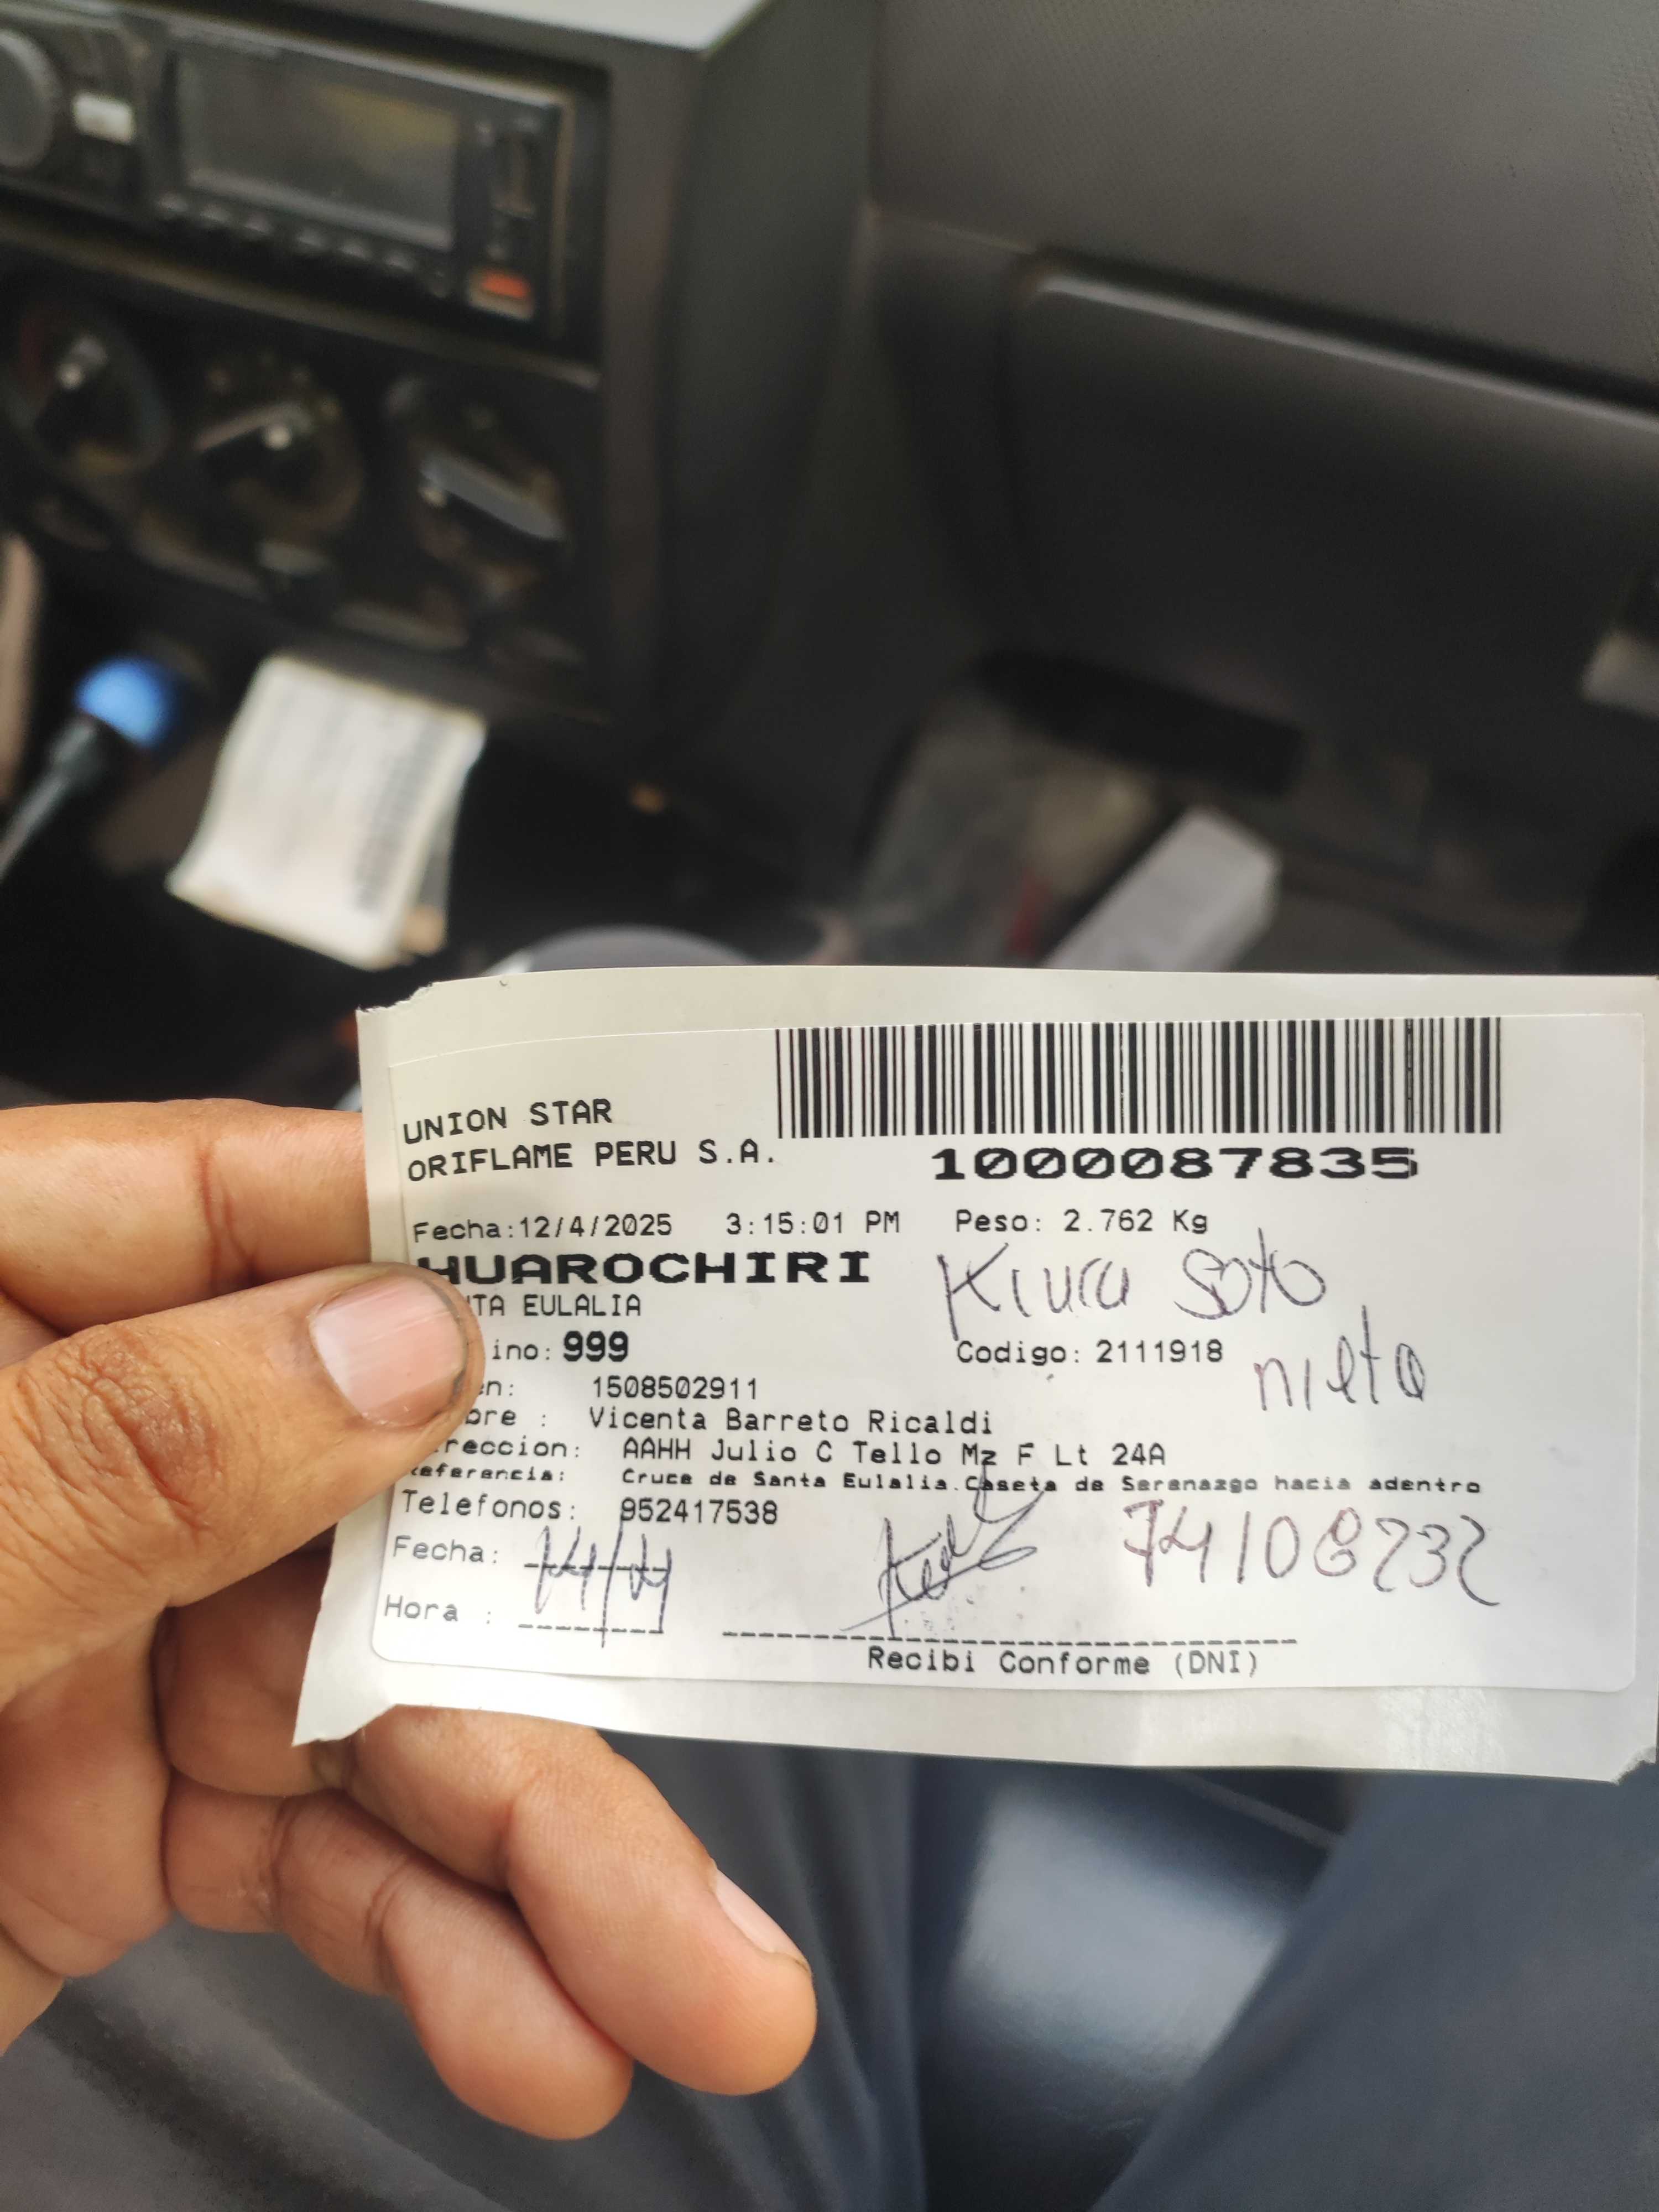 UNION STAR
ORIFLAME PERU S.A.
1000087835
Fecha:12/4/2025 3:15:01 PM Peso: 2.762 Kg
HUAROCHIRI
TA EULALIA
Kiura Soto
nieta
ino: 999 Codigo: 2111918
en: 1508502911
bre : Vicenta Barreto Ricaldi
reccion: AAHH Julio C Tello Mz F Lt 24A
eferencia: Cruce de Santa Eulalia.Caseta de Serenazgo hacia adentro
Telefonos: 952417538
Fecha: 14/04
74108232
Hora :
Recibi Conforme (DNI)